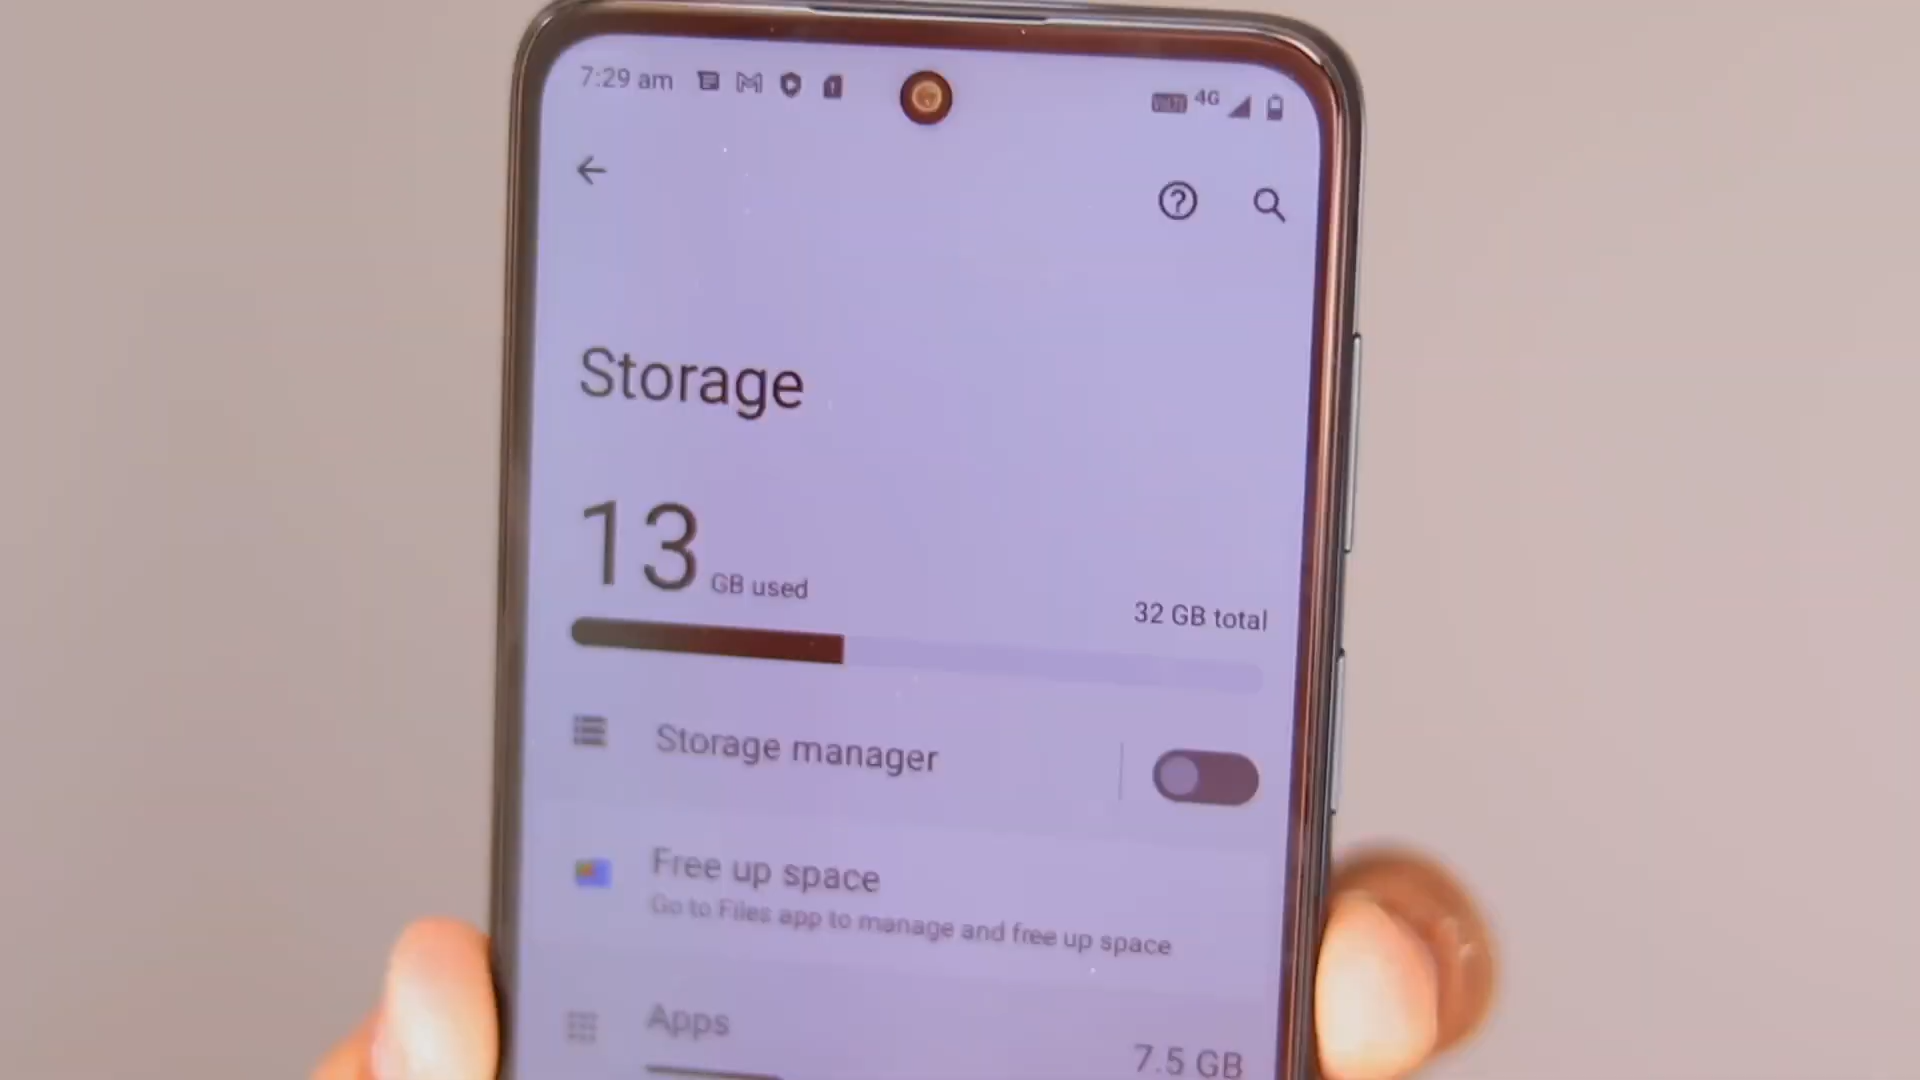 7:29 am
VoLTE 4G
Storage
13 GB used
32 GB total
Storage manager
Free up space
Go to Files app to manage and free up space
Apps
7.5 GB